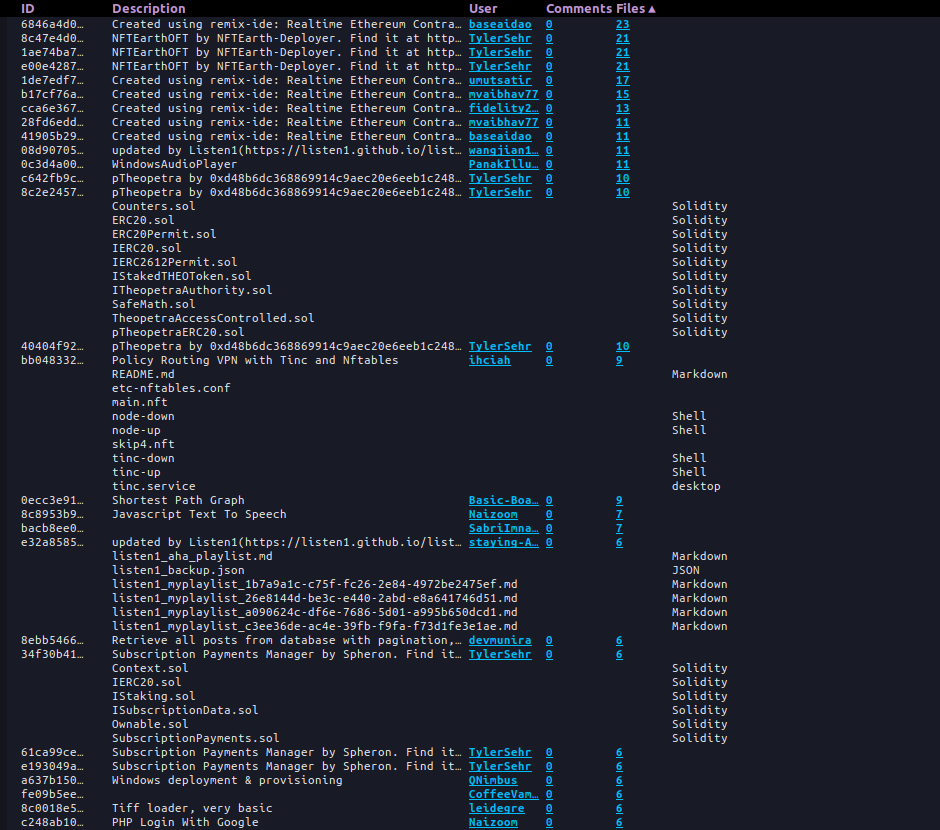 ID Description User Comments Files▲
6846a4d0… Created using remix-ide: Realtime Ethereum Contra… baseaidao 0 23
8c47e4d0… NFTEarthOFT by NFTEarth-Deployer. Find it at http… TylerSehr 0 21
1ae74ba7… NFTEarthOFT by NFTEarth-Deployer. Find it at http… TylerSehr 0 21
e00e4287… NFTEarthOFT by NFTEarth-Deployer. Find it at http… TylerSehr 0 21
1de7edf7… Created using remix-ide: Realtime Ethereum Contra… umutsatir 0 17
b17cf76a… Created using remix-ide: Realtime Ethereum Contra… mvaibhav77 0 15
cca6e367… Created using remix-ide: Realtime Ethereum Contra… fidelity2… 0 13
28fd6edd… Created using remix-ide: Realtime Ethereum Contra… mvaibhav77 0 11
41905b29… Created using remix-ide: Realtime Ethereum Contra… baseaidao 0 11
08d90705… updated by Listen1(https://listen1.github.io/list… wangjian1… 0 11
0c3d4a00… WindowsAudioPlayer PanakIllu… 0 11
c642fb9c… pTheopetra by 0xd48b6dc368869914c9aec20e6eeb1c248… TylerSehr 0 10
8c2e2457… pTheopetra by 0xd48b6dc368869914c9aec20e6eeb1c248… TylerSehr 0 10
Counters.sol Solidity
ERC20.sol Solidity
ERC20Permit.sol Solidity
IERC20.sol Solidity
IERC2612Permit.sol Solidity
IStakedTHEOToken.sol Solidity
ITheopetraAuthority.sol Solidity
SafeMath.sol Solidity
TheopetraAccessControlled.sol Solidity
pTheopetraERC20.sol Solidity
40404f92… pTheopetra by 0xd48b6dc368869914c9aec20e6eeb1c248… TylerSehr 0 10
bb048332… Policy Routing VPN with Tinc and Nftables ihciah 0 9
README.md Markdown
etc-nftables.conf
main.nft
node-down Shell
node-up Shell
skip4.nft
tinc-down Shell
tinc-up Shell
tinc.service desktop
0ecc3e91… Shortest Path Graph Basic-Boa… 0 9
8c8953b9… Javascript Text To Speech Naizoom 0 7
bacb8ee0… SabriImna… 0 7
e32a8585… updated by Listen1(https://listen1.github.io/list… staying-A… 0 6
listen1_aha_playlist.md Markdown
listen1_backup.json JSON
listen1_myplaylist_1b7a9a1c-c75f-fc26-2e84-4972be2475ef.md Markdown
listen1_myplaylist_26e8144d-be3c-e440-2abd-e8a641746d51.md Markdown
listen1_myplaylist_a090624c-df6e-7686-5d01-a995b650dcd1.md Markdown
listen1_myplaylist_c3ee36de-ac4e-39fb-f9fa-f73d1fe3e1ae.md Markdown
8ebb5466… Retrieve all posts from database with pagination,… devmunira 0 6
34f30b41… Subscription Payments Manager by Spheron. Find it… TylerSehr 0 6
Context.sol Solidity
IERC20.sol Solidity
IStaking.sol Solidity
ISubscriptionData.sol Solidity
Ownable.sol Solidity
SubscriptionPayments.sol Solidity
61ca99ce… Subscription Payments Manager by Spheron. Find it… TylerSehr 0 6
e193049a… Subscription Payments Manager by Spheron. Find it… TylerSehr 0 6
a637b150… Windows deployment & provisioning QNimbus 0 6
fe09b5ee… CoffeeVam… 0 6
8c0018e5… Tiff loader, very basic leidegre 0 6
c248ab10… PHP Login With Google Naizoom 0 6